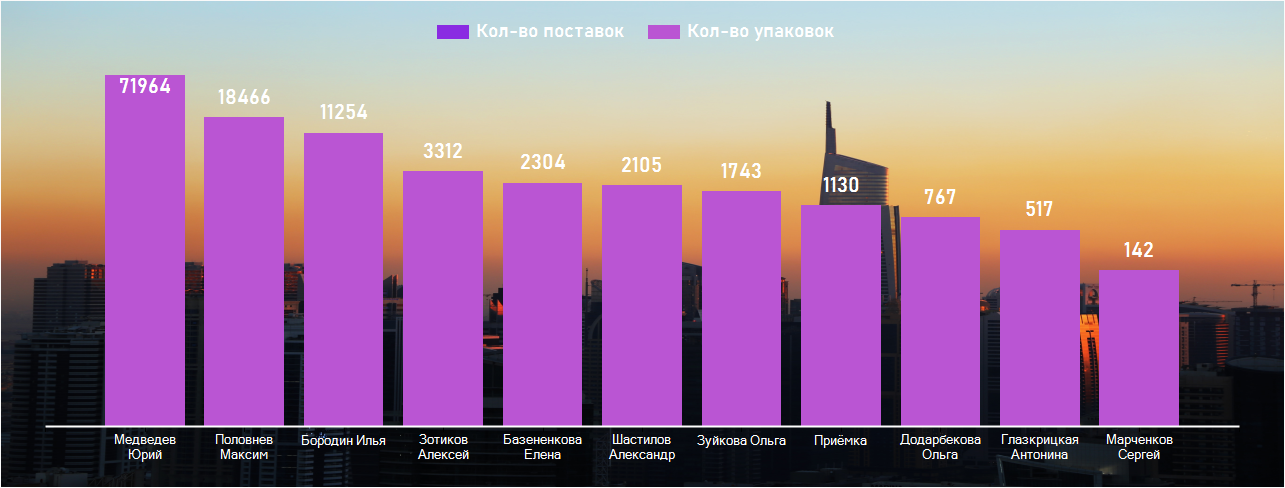 Кол-во поставок Кол-во упаковок
71964 18466 11254 3312 2304 2105 1743 1130 767 517 142
Медведев Половнев Бородин Илья Зотиков Базененкова Шастилов Зуйкова Ольга Приёмка Додарбекова Глазкрицкая Марченков
Юрий Максим Алексей Елена Александр Ольга Антонина Сергей